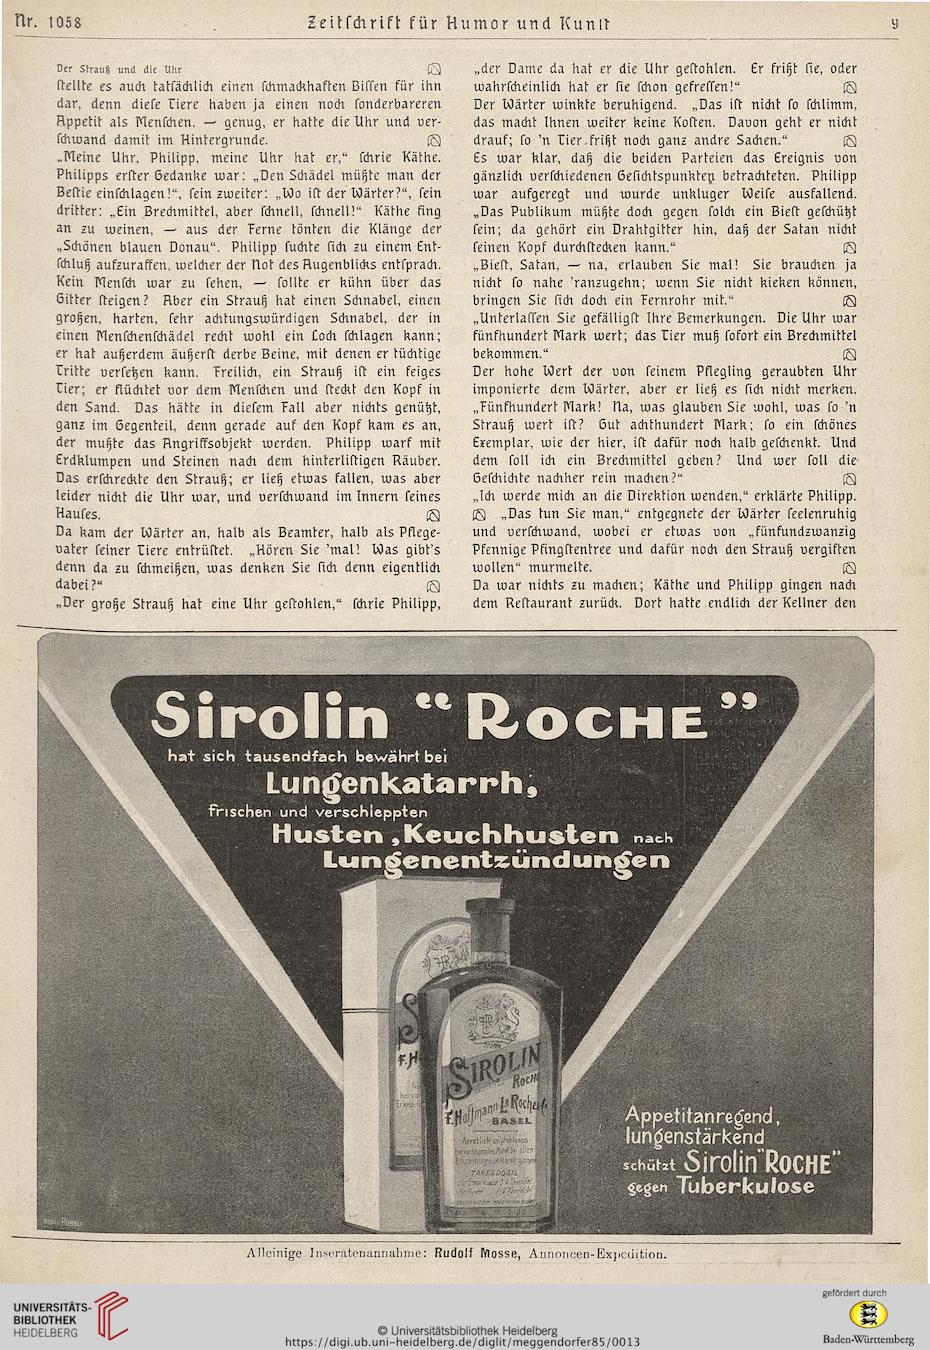 Nr. 1058
Zeitschrift für Humor und Kunst
9
Der Strauß und die Uhr
stellte es auch tatsächlich einen schmackhaften Bissen für ihn
dar, denn diese Tiere haben ja einen noch sonderbareren
Appetit als Menschen, — genug, er hatte die Uhr und ver-
schwand damit im Hintergrunde.
„Meine Uhr, Philipp, meine Uhr hat er,“ schrie Käthe.
Philipps erster Gedanke war: „Den Schädel müßte man der
Bestie einschlagen!“, sein zweiter: „Wo ist der Wärter?“, sein
dritter: „Ein Brechmittel, aber schnell, schnell!“ Käthe fing
an zu weinen, — aus der Ferne tönten die Klänge der
„Schönen blauen Donau“. Philipp suchte sich zu einem Ent-
schluß aufzuraffen, welcher der Not des Augenblicks entsprach.
Kein Mensch war zu sehen, — sollte er kühn über das
Gitter steigen? Aber ein Strauß hat einen Schnabel, einen
großen, harten, sehr achtungswürdigen Schnabel, der in
einen Menschenschädel recht wohl ein Loch schlagen kann;
er hat außerdem äußerst derbe Beine, mit denen er tüchtige
Tritte versetzen kann. Freilich, ein Strauß ist ein feiges
Tier; er flüchtet vor dem Menschen und steckt den Kopf in
den Sand. Das hätte in diesem Fall aber nichts genützt,
ganz im Gegenteil, denn gerade auf den Kopf kam es an,
der mußte das Angriffsobjekt werden. Philipp warf mit
Erdklumpen und Steinen nach dem hinterlistigen Räuber.
Das erschreckte den Strauß; er ließ etwas fallen, was aber
leider nicht die Uhr war, und verschwand im Innern seines
Hauses.
Da kam der Wärter an, halb als Beamter, halb als Pflege-
vater seiner Tiere entrüstet. „Hören Sie 'mal! Was gibt's
denn da zu schmeißen, was denken Sie sich denn eigentlich
dabei?“
„Der große Strauß hat eine Uhr gestohlen,“ schrie Philipp,
„der Dame da hat er die Uhr gestohlen. Er frißt sie, oder
wahrscheinlich hat er sie schon gefressen!“
Der Wärter winkte beruhigend. „Das ist nicht so schlimm,
das macht Ihnen weiter keine Kosten. Davon geht er nicht
drauf; so 'n Tier frißt noch ganz andre Sachen.“
Es war klar, daß die beiden Parteien das Ereignis von
gänzlich verschiedenen Gesichtspunkten betrachteten. Philipp
war aufgeregt und wurde unkluger Weise ausfallend.
„Das Publikum müßte doch gegen solch ein Biest geschützt
sein; da gehört ein Drahtgitter hin, daß der Satan nicht
seinen Kopf durchstecken kann.“
„Biest, Satan, — na, erlauben Sie mal! Sie brauchen ja
nicht so nahe 'ranzugehn; wenn Sie nicht kieken können,
bringen Sie sich doch ein Fernrohr mit.“
„Unterlassen Sie gefälligst Ihre Bemerkungen. Die Uhr war
fünfhundert Mark wert; das Tier muß sofort ein Brechmittel
bekommen.“
Der hohe Wert der von seinem Pflegling geraubten Uhr
imponierte dem Wärter, aber er ließ es sich nicht merken.
„Fünfhundert Mark! Na, was glauben Sie wohl, was so 'n
Strauß wert ist? Gut achthundert Mark; so ein schönes
Exemplar, wie der hier, ist dafür noch halb geschenkt. Und
dem soll ich ein Brechmittel geben? Und wer soll die
Geschichte nachher rein machen?“
„Ich werde mich an die Direktion wenden,“ erklärte Philipp.
„Das tun Sie man,“ entgegnete der Wärter seelenruhig
und verschwand, wobei er etwas von „fünfundzwanzig
Pfennige Pfingstentree und dafür noch den Strauß vergiften
wollen“ murmelte.
Da war nichts zu machen; Käthe und Philipp gingen nach
dem Restaurant zurück. Dort hatte endlich der Kellner den
Sirolin “ROCHE”
hat sich tausendfach bewährt bei
Lungenkatarrh,
frischen und verschleppten
Husten, Keuchhusten nach
Lungenentzündungen
SIROLIN
Roche
F. Hoffmann-La Roche &
BASEL
TAGESDOSIS
Appetitanregend,
lungenstärkend
schützt Sirolin "ROCHE"
gegen Tuberkulose
Alleinige Inseratenannahme: Rudolf Mosse, Annoncen-Expedition.
UNIVERSITÄTS-
BIBLIOTHEK
HEIDELBERG
© Universitätsbibliothek Heidelberg
https://digi.ub.uni-heidelberg.de/diglit/meggendorfer85/0013
gefördert durch
Baden-Württemberg